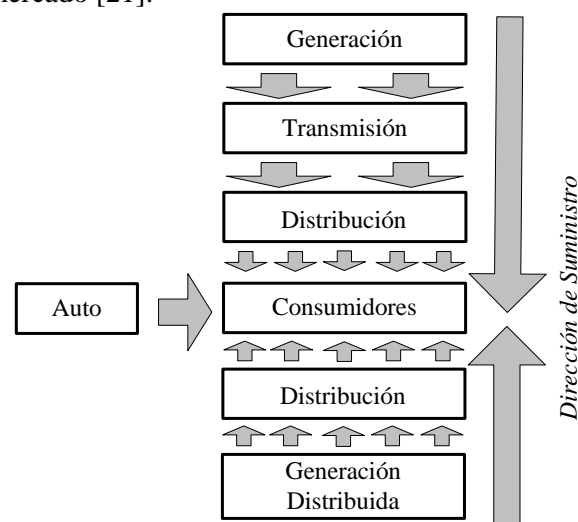 mercado [21].
Generación
Transmisión
Distribución
Auto
Consumidores
Distribución
Generación
Distribuida
Dirección de Suministro